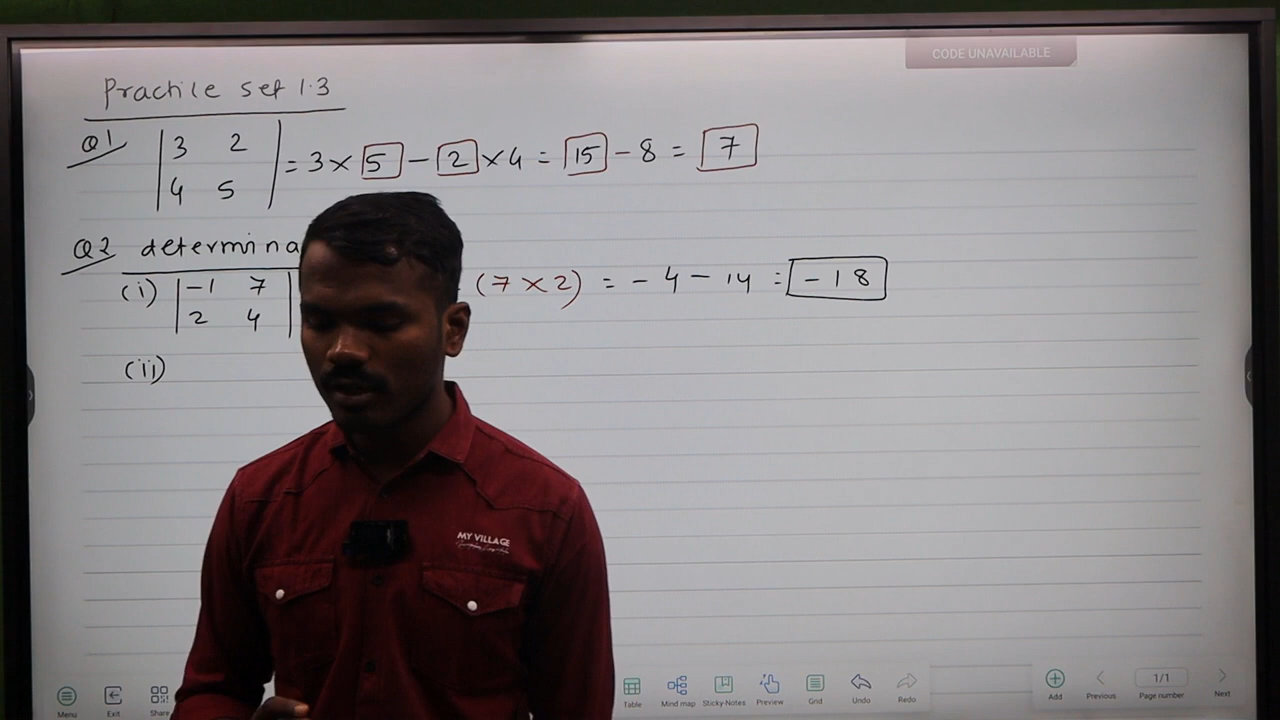 CODE UNAVAILABLE
Practile set 1.3
Q1 | 3 2 | = 3 × 5 - 2 × 4 = 15 - 8 = 7
| 4 5 |
Q2 determina
(i) | -1 7 | (7 × 2) = - 4 - 14 = -18
| 2 4 |
(ii)
MY VILLAGE
Menu Exit Share Table Mind map Sticky-Notes Preview Grid Undo Redo Add Previous 1/1 Page number Next